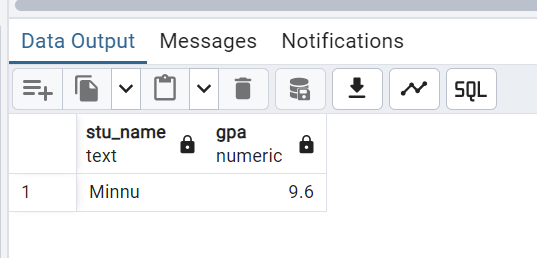 Data Output Messages Notifications
SQL
stu_name gpa
text numeric
1 Minnu 9.6